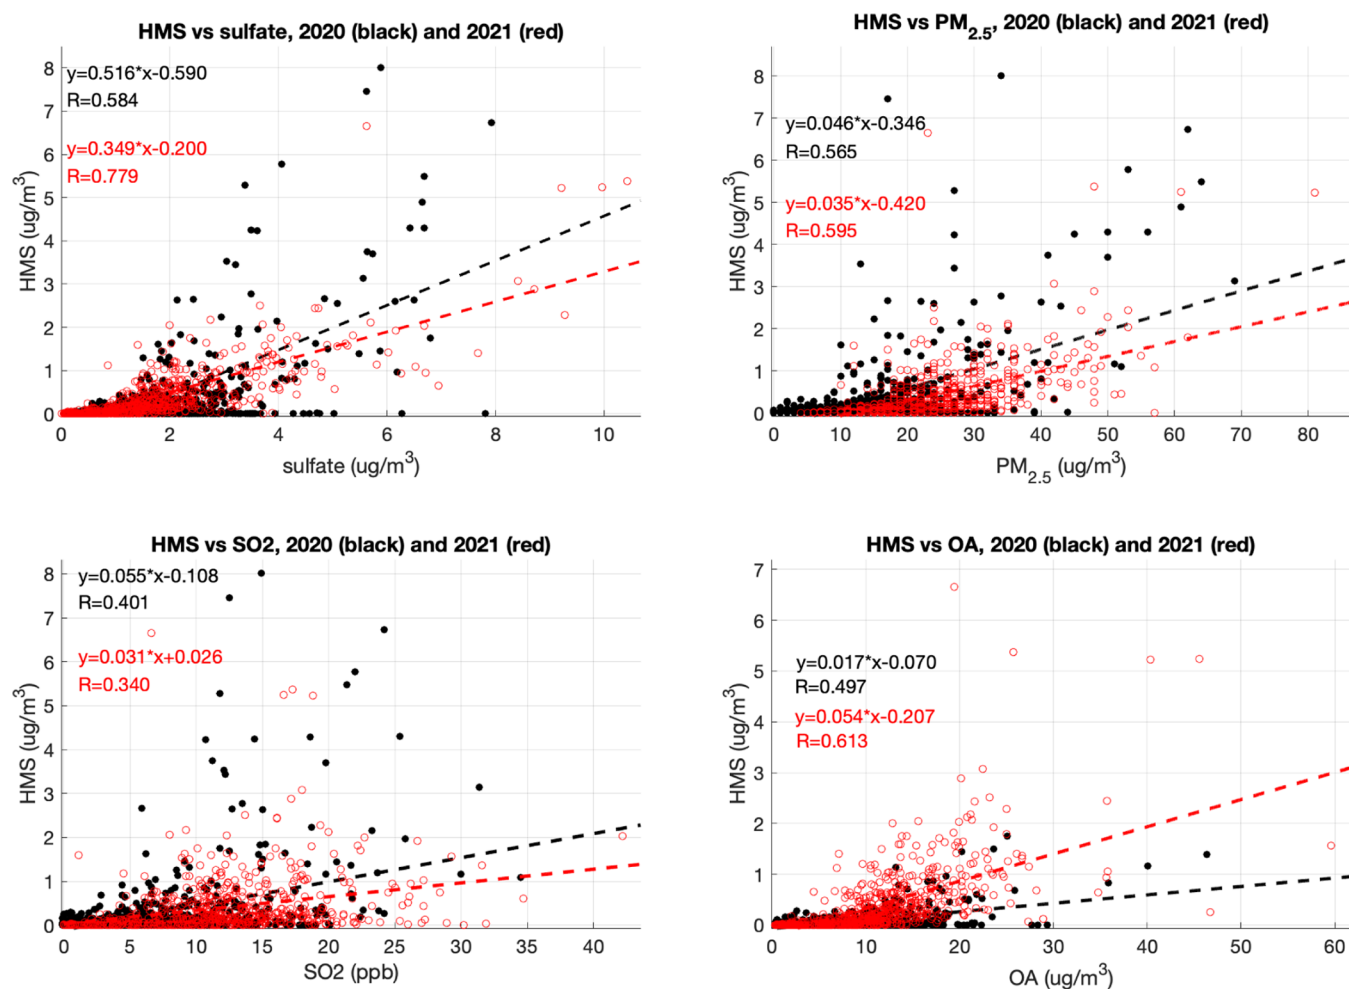 HMS vs sulfate, 2020 (black) and 2021 (red)
y=0.516*x-0.590
R=0.584
y=0.349*x-0.200
R=0.779
8
7
6
5
4
3
2
1
0
HMS (ug/m³)
0 2 4 6 8 10
sulfate (ug/m³)
HMS vs PM₂.₅, 2020 (black) and 2021 (red)
y=0.046*x-0.346
R=0.565
y=0.035*x-0.420
R=0.595
8
7
6
5
4
3
2
1
0
HMS (ug/m³)
0 10 20 30 40 50 60 70 80
PM₂.₅ (ug/m³)
HMS vs SO2, 2020 (black) and 2021 (red)
y=0.055*x-0.108
R=0.401
y=0.031*x+0.026
R=0.340
8
7
6
5
4
3
2
1
0
HMS (ug/m³)
0 5 10 15 20 25 30 35 40
SO2 (ppb)
HMS vs OA, 2020 (black) and 2021 (red)
y=0.017*x-0.070
R=0.497
y=0.054*x-0.207
R=0.613
7
6
5
4
3
2
1
0
HMS (ug/m³)
0 10 20 30 40 50 60
OA (ug/m³)